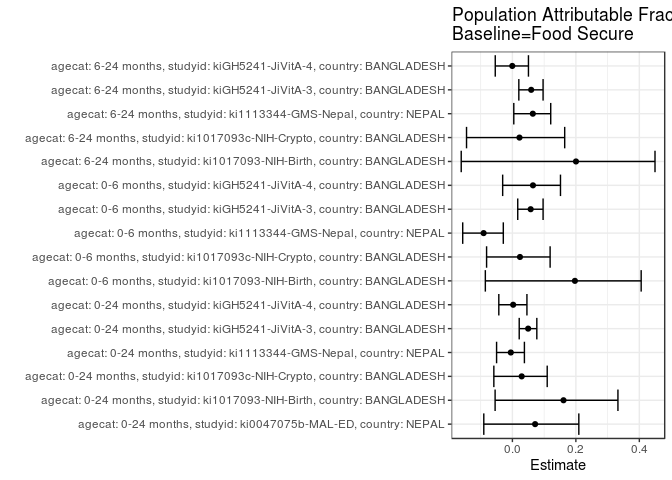 Population Attributable Frac
Baseline=Food Secure
agecat: 6-24 months, studyid: kiGH5241-JiVitA-4, country: BANGLADESH
agecat: 6-24 months, studyid: kiGH5241-JiVitA-3, country: BANGLADESH
agecat: 6-24 months, studyid: ki1113344-GMS-Nepal, country: NEPAL
agecat: 6-24 months, studyid: ki1017093c-NIH-Crypto, country: BANGLADESH
agecat: 6-24 months, studyid: ki1017093-NIH-Birth, country: BANGLADESH
agecat: 0-6 months, studyid: kiGH5241-JiVitA-4, country: BANGLADESH
agecat: 0-6 months, studyid: kiGH5241-JiVitA-3, country: BANGLADESH
agecat: 0-6 months, studyid: ki1113344-GMS-Nepal, country: NEPAL
agecat: 0-6 months, studyid: ki1017093c-NIH-Crypto, country: BANGLADESH
agecat: 0-6 months, studyid: ki1017093-NIH-Birth, country: BANGLADESH
agecat: 0-24 months, studyid: kiGH5241-JiVitA-4, country: BANGLADESH
agecat: 0-24 months, studyid: kiGH5241-JiVitA-3, country: BANGLADESH
agecat: 0-24 months, studyid: ki1113344-GMS-Nepal, country: NEPAL
agecat: 0-24 months, studyid: ki1017093c-NIH-Crypto, country: BANGLADESH
agecat: 0-24 months, studyid: ki1017093-NIH-Birth, country: BANGLADESH
agecat: 0-24 months, studyid: ki0047075b-MAL-ED, country: NEPAL
0.0 0.2 0.4
Estimate